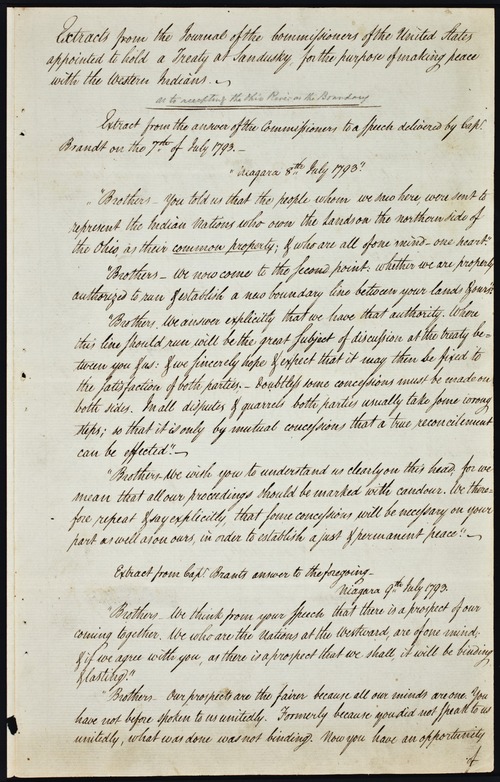 Extracts from the Journal of the Commissioners of the United States
appointed to hold a Treaty at Sandusky, for the purpose of making peace
with the Western Indians.
as to accepting the Ohio River as the Boundary
Extract from the answer of the Commissioners to a Speech delivered by Capt.
Brandt on the 7th of July 1793.—
"Niagara 8th July 1793"
"Brothers— You told us that the people whom we see here, were sent to
represent the Indian Nations who own the Lands on the northern side of
the Ohio, as their common property; & who are all of one mind— one heart."
"Brothers— We now come to the second point: whether we are properly
authorized to run & establish a new boundary line between your lands & ours."
"Brothers, We answer explicitly that we have that authority. Where
this line should run will be the great subject of discussion at the treaty be=
tween you & us: & we sincerely hope & expect that it may then be fixed to
the satisfaction of both parties.— Doubtless some concessions must be made on
both sides. In all disputes & quarrels both parties usually take some wrong
steps; so that it is only by mutual concessions that a true reconcilement
can be effected."—
"Brothers— We wish you to understand us clearly on this head, for we
mean that all our proceedings should be marked with candour. We there=
fore repeat & say explicitly, that some concessions will be necessary on your
part as well as on ours, in order to establish a just & permanent peace."—
Extract from Capt. Brants answer to the foregoing—
Niagara 9th July 1793.
"Brothers— We think from your speech that there is a prospect of our
coming together. We who are the Nations at the Westward, are of one mind;
& if we agree with you, as there is a prospect that we shall, it will be binding
& lasting."
"Brothers— Our prospects are the fairer because all our minds are one. You
have not before spoken to us unitedly. Formerly because you did not speak to us
unitedly, what was done was not binding. Now you have an opportunity